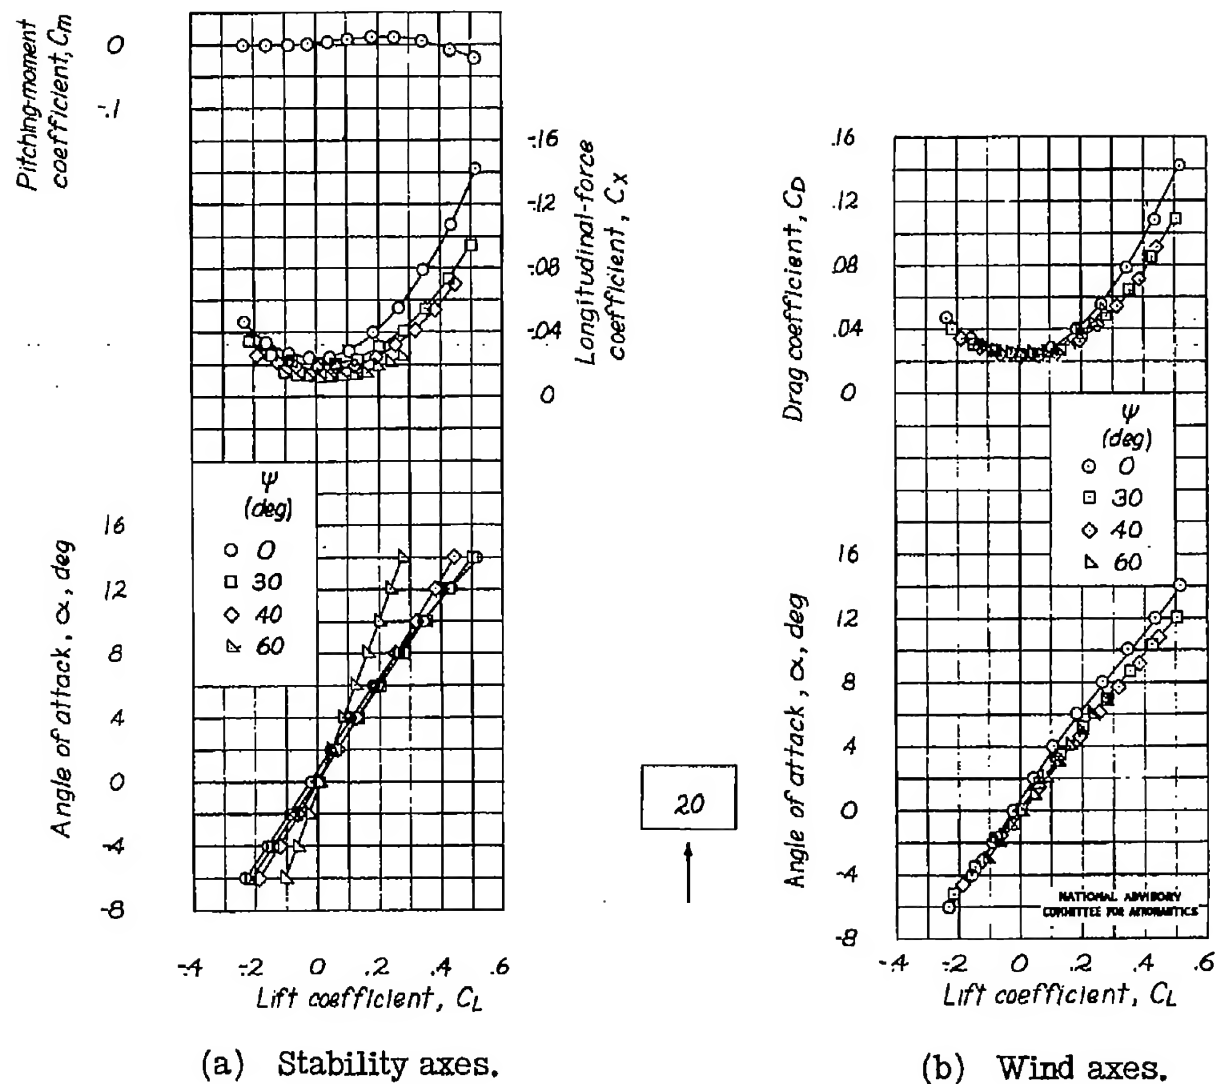 Pitching-moment
coefficient, Cm
0
-.1
Longitudinal-force
coefficient, CX
-.16
-.12
-.08
-.04
0
ψ
(deg)
0
30
40
60
Angle of attack, α, deg
16
12
8
4
0
-4
-8
-.4 -.2 0 .2 .4 .6
Lift coefficient, CL
(a) Stability axes.
20
Drag coefficient, CD
.16
.12
.08
.04
0
ψ
(deg)
0
30
40
60
Angle of attack, α, deg
16
12
8
4
0
-4
-8
NATIONAL ADVISORY
COMMITTEE FOR AERONAUTICS
-.4 -.2 0 .2 .4 .6
Lift coefficient, CL
(b) Wind axes.